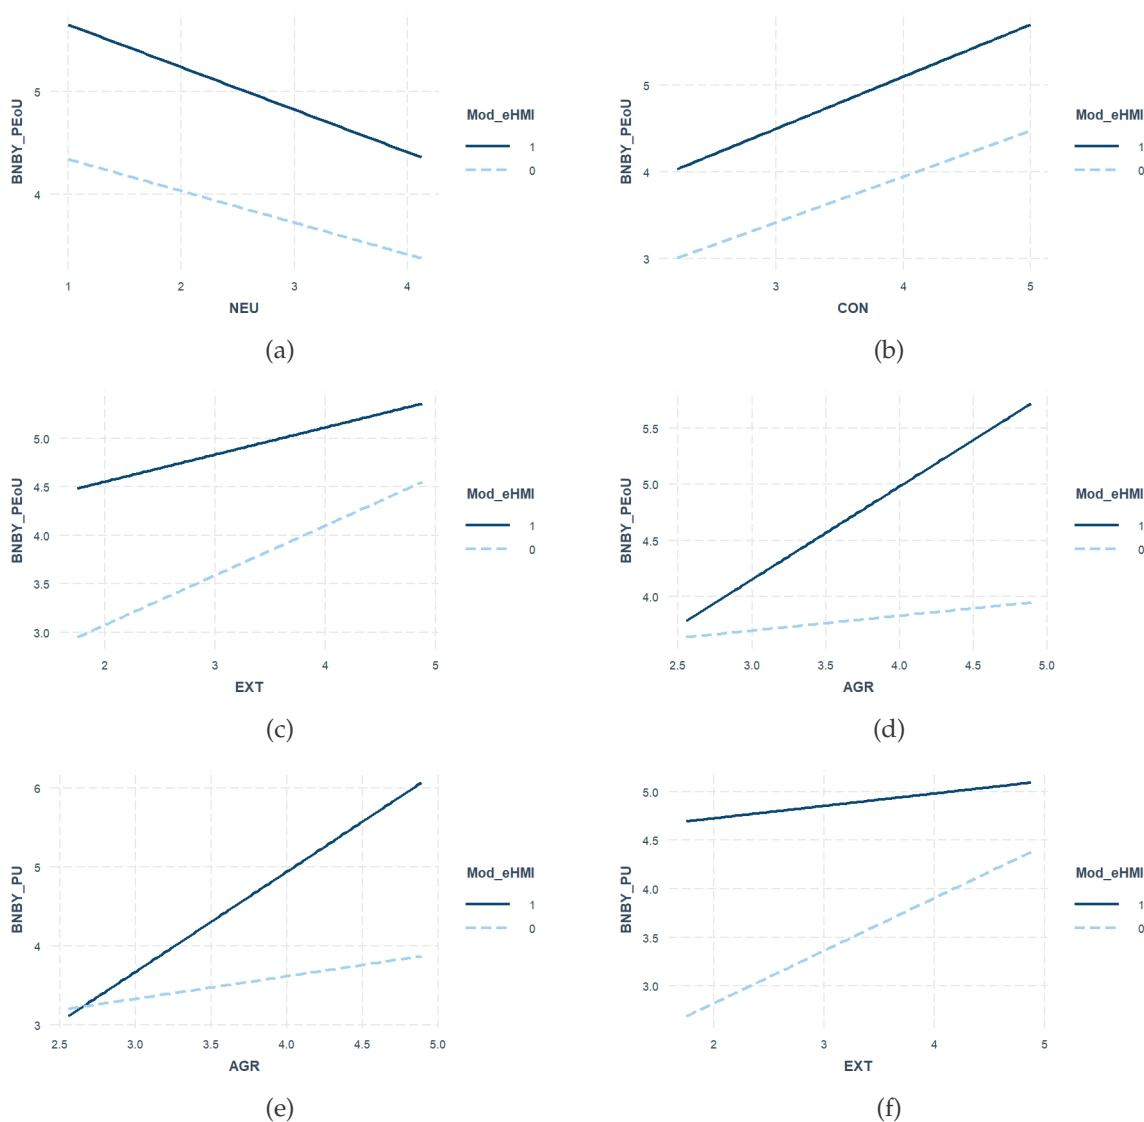 BNBY_PEoU
5
4
1 2 3 4
NEU
Mod_eHMI
1
0
(a)
BNBY_PEoU
5
4
3
3 4 5
CON
Mod_eHMI
1
0
(b)
BNBY_PEoU
5.0
4.5
4.0
3.5
3.0
2 3 4 5
EXT
Mod_eHMI
1
0
(c)
BNBY_PEoU
5.5
5.0
4.5
4.0
2.5 3.0 3.5 4.0 4.5 5.0
AGR
Mod_eHMI
1
0
(d)
BNBY_PU
6
5
4
3
2.5 3.0 3.5 4.0 4.5 5.0
AGR
Mod_eHMI
1
0
(e)
BNBY_PU
5.0
4.5
4.0
3.5
3.0
2 3 4 5
EXT
Mod_eHMI
1
0
(f)